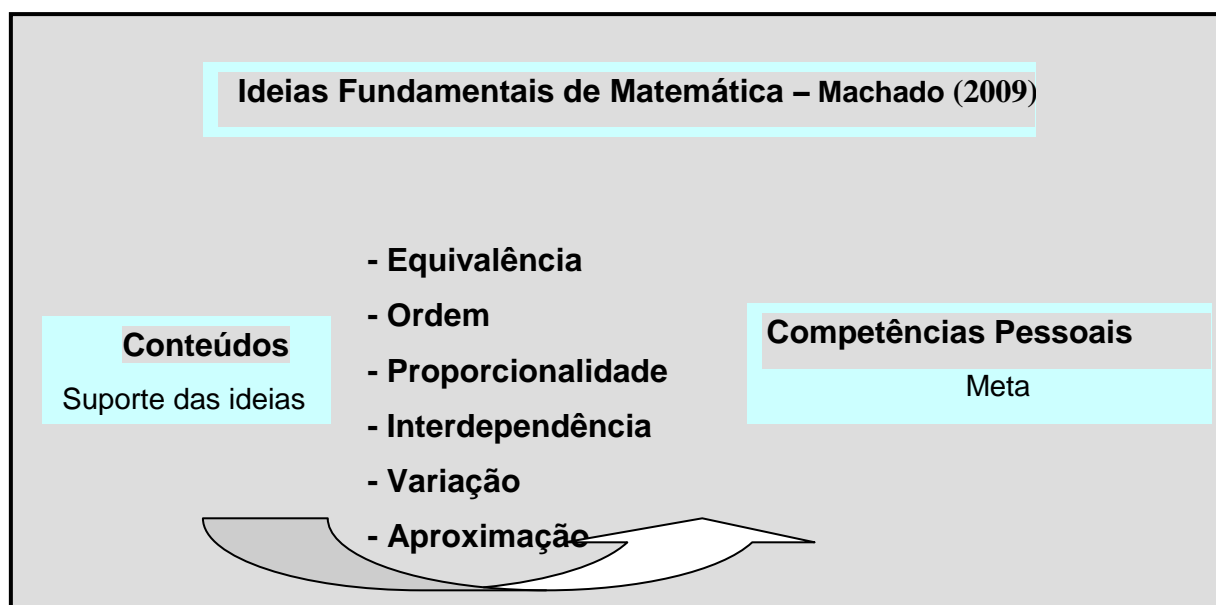 Ideias Fundamentais de Matemática – Machado (2009)
Conteúdos
Suporte das ideias
- Equivalência
- Ordem
- Proporcionalidade
- Interdependência
- Variação
- Aproximação
Competências Pessoais
Meta